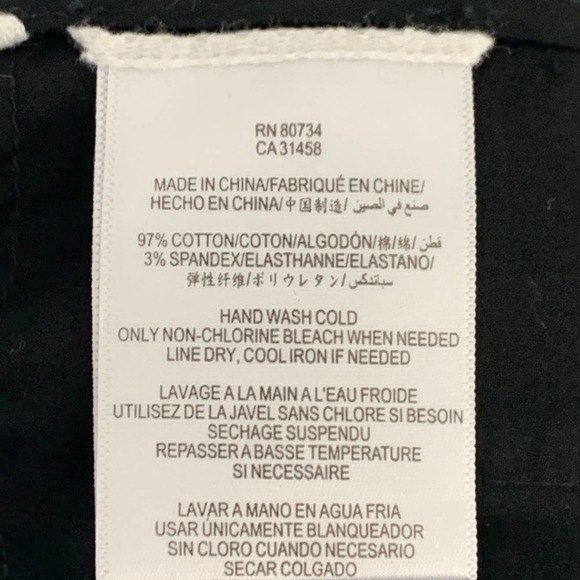 RN 80734
CA 31458
MADE IN CHINA/FABRIQUÉ EN CHINE/
HECHO EN CHINA/中国制造/ صنع في الصين
97% COTTON/COTON/ALGODÓN/棉/綿/ قطن
3% SPANDEX/ELASTHANNE/ELASTANO/
弹性纤维/ポリウレタン/ سباندكس
HAND WASH COLD
ONLY NON-CHLORINE BLEACH WHEN NEEDED
LINE DRY, COOL IRON IF NEEDED
LAVAGE A LA MAIN A L'EAU FROIDE
UTILISEZ DE LA JAVEL SANS CHLORE SI BESOIN
SECHAGE SUSPENDU
REPASSER A BASSE TEMPERATURE
SI NECESSAIRE
LAVAR A MANO EN AGUA FRIA
USAR ÚNICAMENTE BLANQUEADOR
SIN CLORO CUANDO NECESARIO
SECAR COLGADO